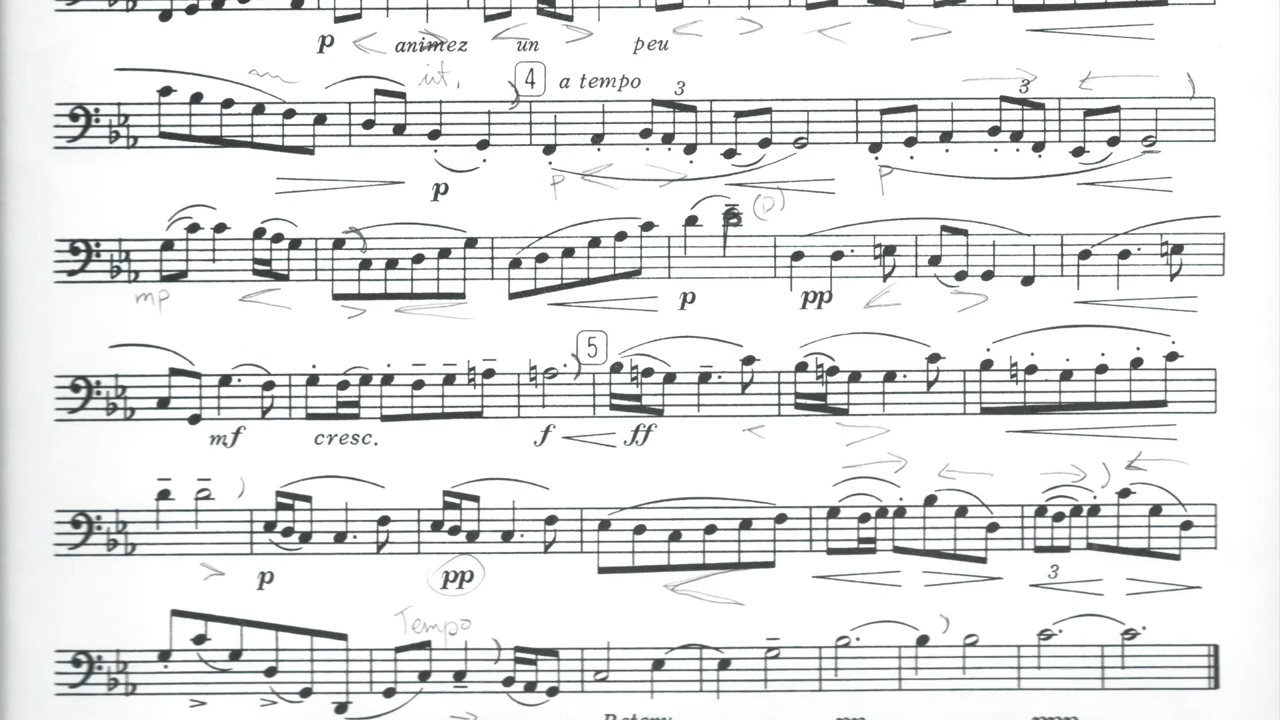 p animez un peu
rit. 4 a tempo 3 3
p p p
(p)
mp p pp
5
mf cresc. f ff
p pp 3
Tempo